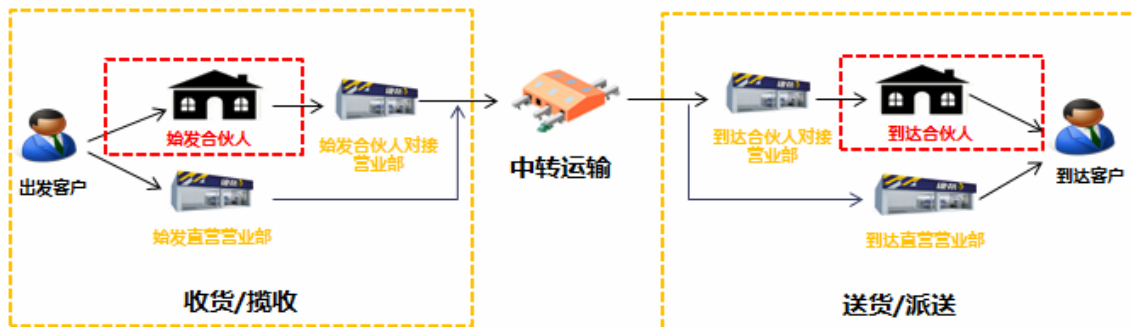 始发合伙人
始发合伙人对接
营业部
出发客户
始发直营营业部
收货/揽收
中转运输
到达合伙人对接
营业部
到达合伙人
到达客户
到达直营营业部
送货/派送